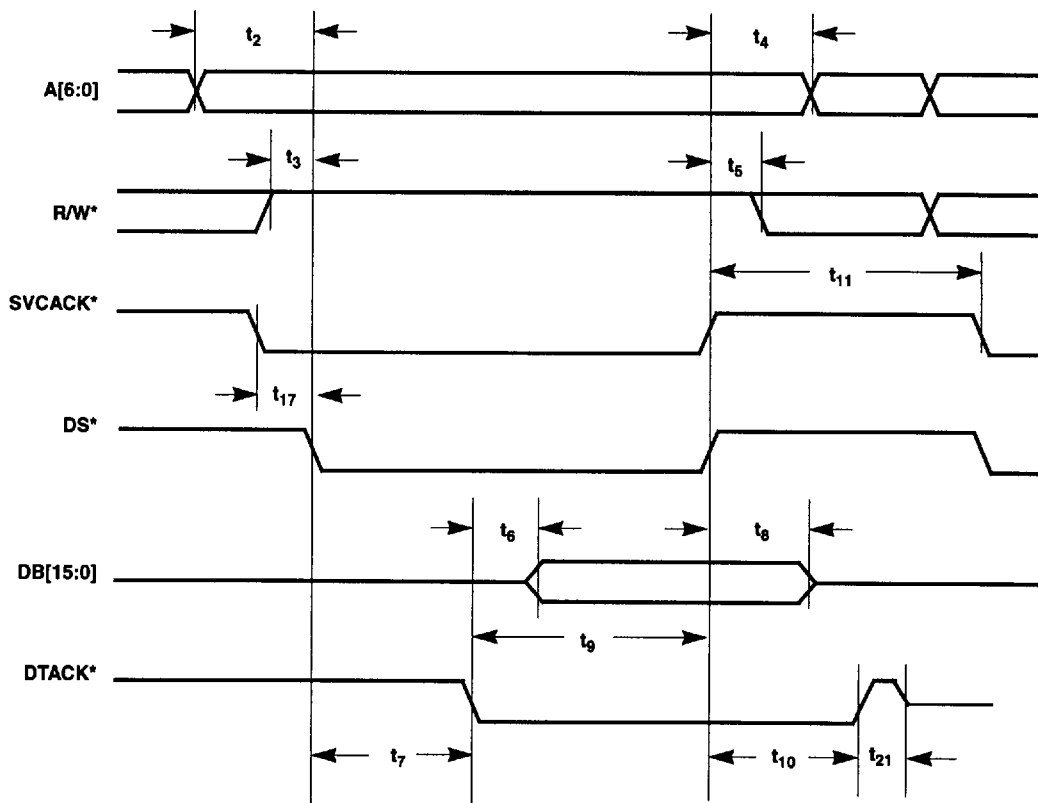 t2
t4
A[6:0]
t3
t5
R/W*
t11
SVCACK*
t17
DS*
t6
t8
DB[15:0]
t9
DTACK*
t7
t10
t21